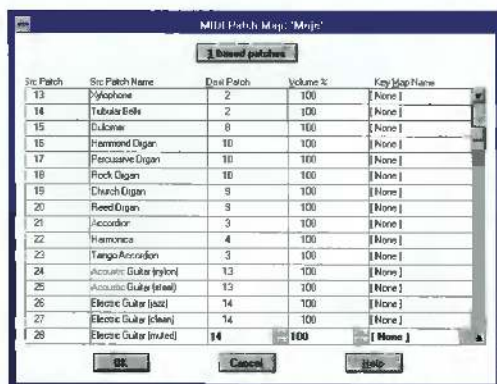 MIDI Patch Map: 'Moje'
1 based patches
Src Patch Src Patch Name Dest Patch Volume % Key Map Name
13 Xylophone 2 100 [ None ]
14 Tubular Bells 2 100 [ None ]
15 Dulcimer 8 100 [ None ]
16 Hammond Organ 10 100 [ None ]
17 Percussive Organ 10 100 [ None ]
18 Rock Organ 10 100 [ None ]
19 Church Organ 9 100 [ None ]
20 Reed Organ 9 100 [ None ]
21 Accordion 3 100 [ None ]
22 Harmonica 4 100 [ None ]
23 Tango Accordion 3 100 [ None ]
24 Acoustic Guitar (nylon) 13 100 [ None ]
25 Acoustic Guitar (steel) 13 100 [ None ]
26 Electric Guitar (jazz) 14 100 [ None ]
27 Electric Guitar (clean) 14 100 [ None ]
28 Electric Guitar (muted) 14 100 [ None ]
OK Cancel Help